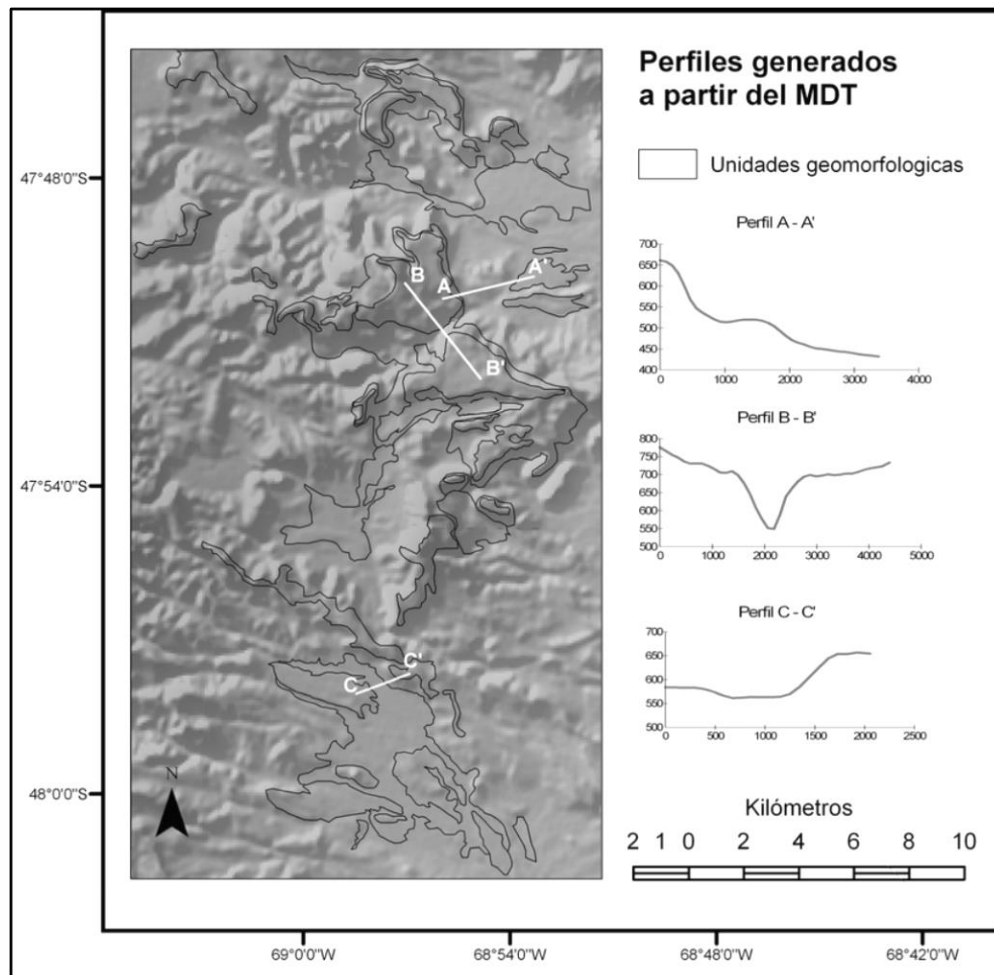 Perfiles generados
a partir del MDT
Unidades geomorfologicas
47°48'0"S
47°54'0"S
48°0'0"S
B
A
A'
B'
C'
C
N
Perfil A - A'
700
650
600
550
500
450
400
0 1000 2000 3000 4000
Perfil B - B'
800
750
700
650
600
550
500
0 1000 2000 3000 4000 5000
Perfil C - C'
700
650
600
550
500
0 500 1000 1500 2000 2500
Kilómetros
2 1 0 2 4 6 8 10
69°0'0"W 68°54'0"W 68°48'0"W 68°42'0"W